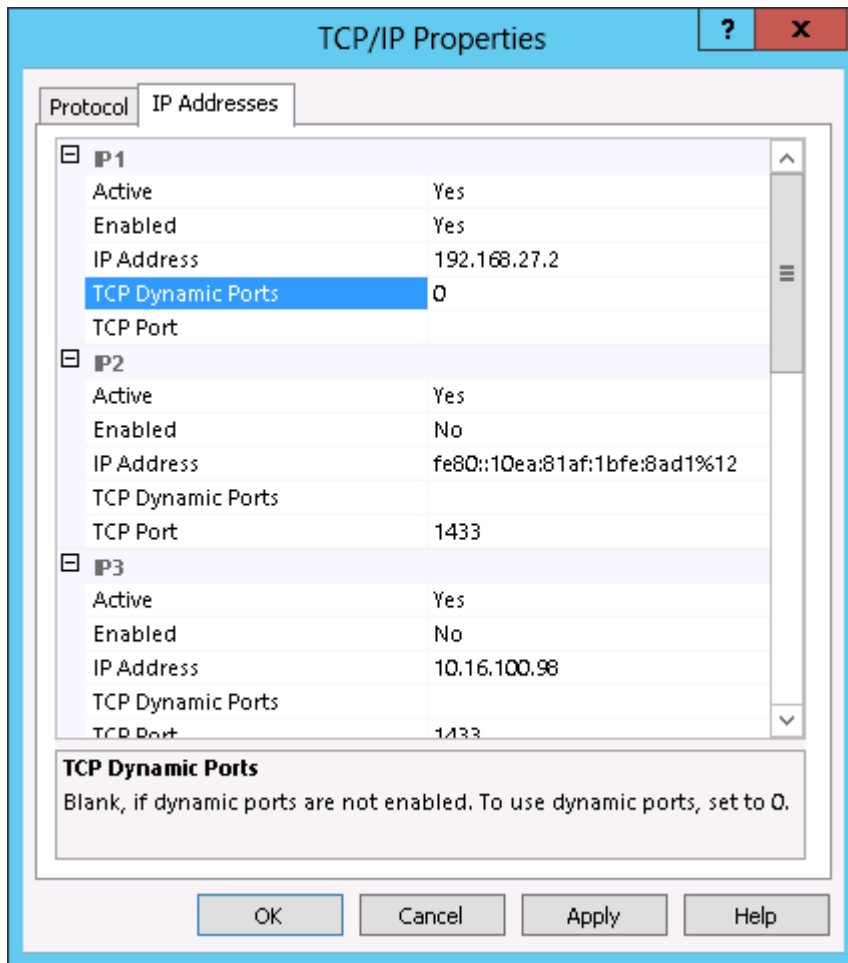 TCP/IP Properties
?
x
Protocol
IP Addresses
IP1
Active Yes
Enabled Yes
IP Address 192.168.27.2
TCP Dynamic Ports 0
TCP Port
IP2
Active Yes
Enabled No
IP Address fe80::10ea:81af:1bfe:8ad1%12
TCP Dynamic Ports
TCP Port 1433
IP3
Active Yes
Enabled No
IP Address 10.16.100.98
TCP Dynamic Ports
TCP Port 1433
TCP Dynamic Ports
Blank, if dynamic ports are not enabled. To use dynamic ports, set to 0.
OK Cancel Apply Help